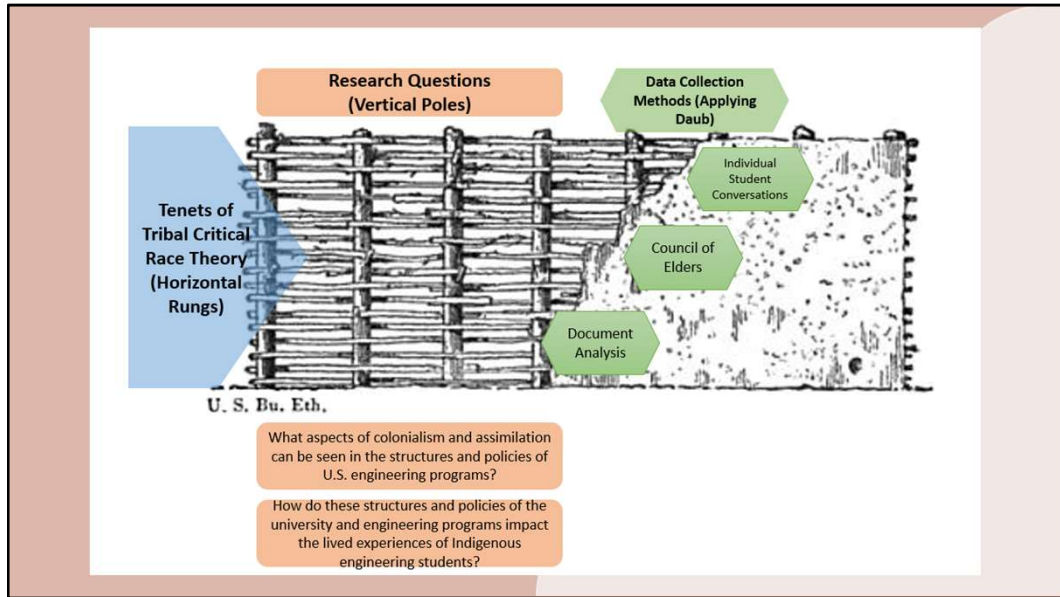 Research Questions
(Vertical Poles)
Data Collection
Methods (Applying
Daub)
Tenets of
Tribal Critical
Race Theory
(Horizontal
Rungs)
Individual
Student
Conversations
Council of
Elders
Document
Analysis
U. S. Bu. Eth.
What aspects of colonialism and assimilation
can be seen in the structures and policies of
U.S. engineering programs?
How do these structures and policies of the
university and engineering programs impact
the lived experiences of Indigenous
engineering students?